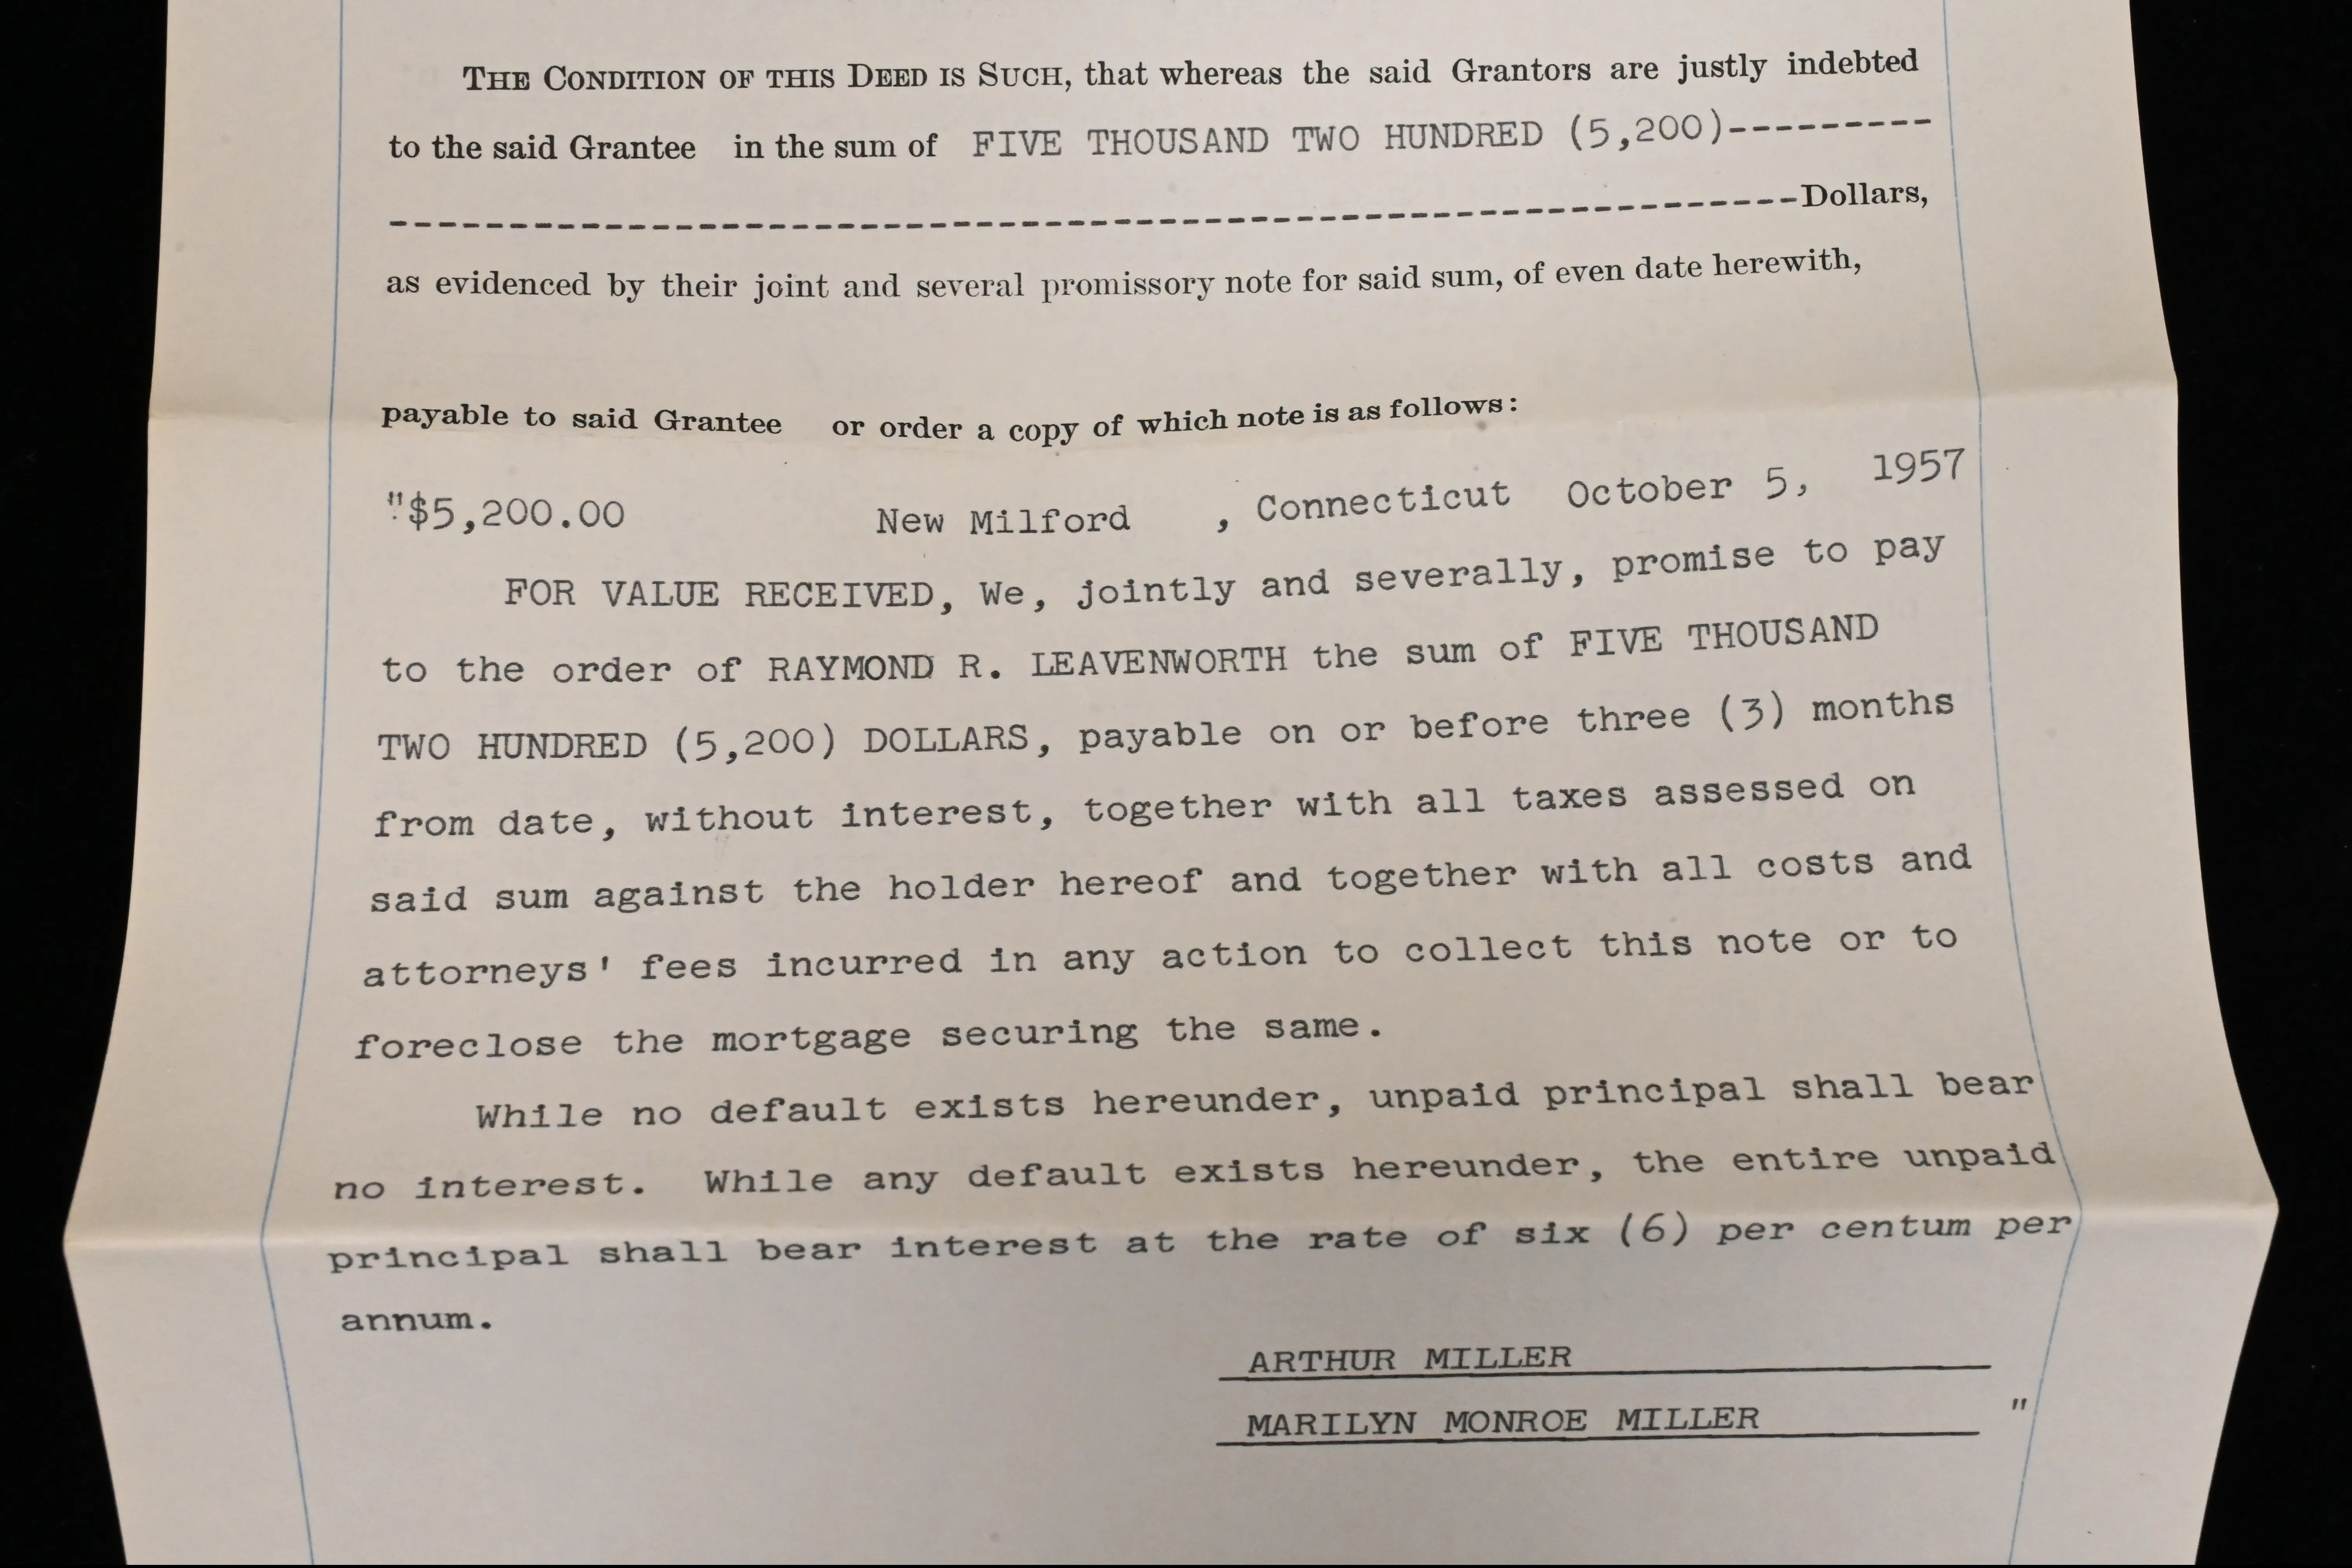 THE CONDITION OF THIS DEED IS SUCH, that whereas the said Grantors are justly indebted
to the said Grantee in the sum of FIVE THOUSAND TWO HUNDRED (5,200)---------
-----------------------------------------------------------Dollars,
as evidenced by their joint and several promissory note for said sum, of even date herewith,
payable to said Grantee or order a copy of which note is as follows:
"$5,200.00 New Milford , Connecticut October 5, 1957
FOR VALUE RECEIVED, We, jointly and severally, promise to pay
to the order of RAYMOND R. LEAVENWORTH the sum of FIVE THOUSAND
TWO HUNDRED (5,200) DOLLARS, payable on or before three (3) months
from date, without interest, together with all taxes assessed on
said sum against the holder hereof and together with all costs and
attorneys' fees incurred in any action to collect this note or to
foreclose the mortgage securing the same.
While no default exists hereunder, unpaid principal shall bear
no interest. While any default exists hereunder, the entire unpaid
principal shall bear interest at the rate of six (6) per centum per
annum.
ARTHUR MILLER
MARILYN MONROE MILLER "